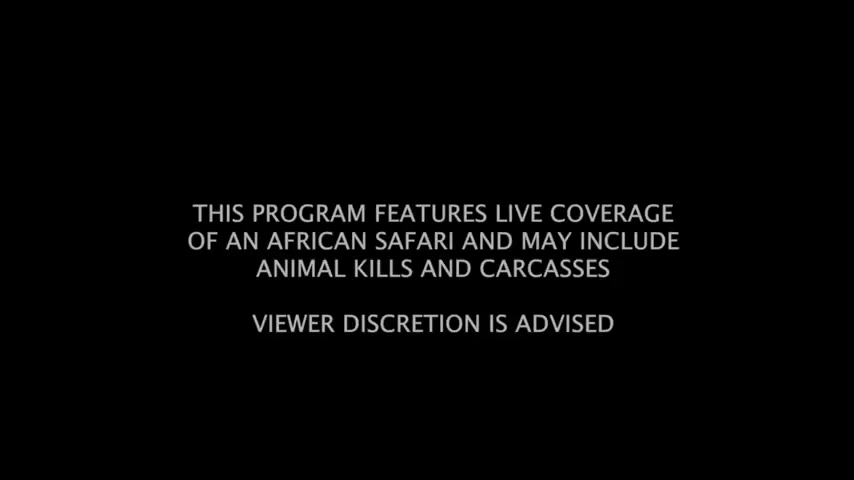 THIS PROGRAM FEATURES LIVE COVERAGE
OF AN AFRICAN SAFARI AND MAY INCLUDE
ANIMAL KILLS AND CARCASSES
VIEWER DISCRETION IS ADVISED